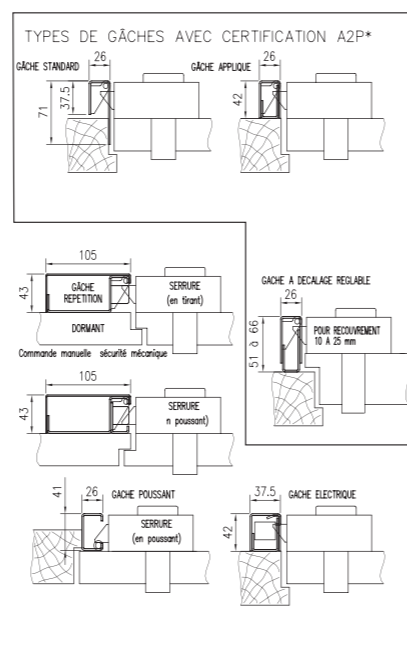 TYPES DE GÂCHES AVEC CERTIFICATION A2P*
GÂCHE STANDARD
26
37.5
71
GÂCHE APPLIQUE
26
42
105
43
GÂCHE
REPETITION
SERRURE
(en tirant)
DORMANT
Commande manuelle sécurité mécanique
GACHE A DECALAGE REGLABLE
26
51 à 66
POUR RECOUVREMENT
10 A 25 mm
105
43
SERRURE
n poussant)
41
26
GACHE POUSSANT
SERRURE
(en poussant)
37.5
GACHE ELECTRIQUE
42